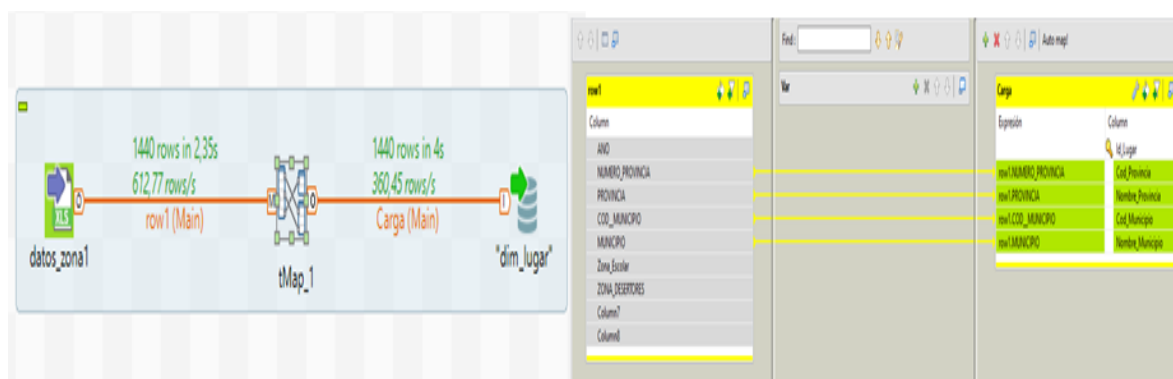 1440 rows in 2,35s
612,77 rows/s
row1 (Main)
1440 rows in 4s
360,45 rows/s
Carga (Main)
XLS
datos_zona1
tMap_1
"dim_lugar"
M
O
O
I
row1
Column
ANO
NUMERO_PROVINCIA
PROVINCIA
COD_MUNICIPIO
MUNICIPIO
Zona_Escolar
ZONA_DESERTORES
Column7
Column8
Find:
Var
Auto map!
Carga
Expresión Column
Id_Lugar
row1.NUMERO_PROVINCIA Cod_Provincia
row1.PROVINCIA Nombre_Provincia
row1.COD_MUNICIPIO Cod_Municipio
row1.MUNICIPIO Nombre_Municipio